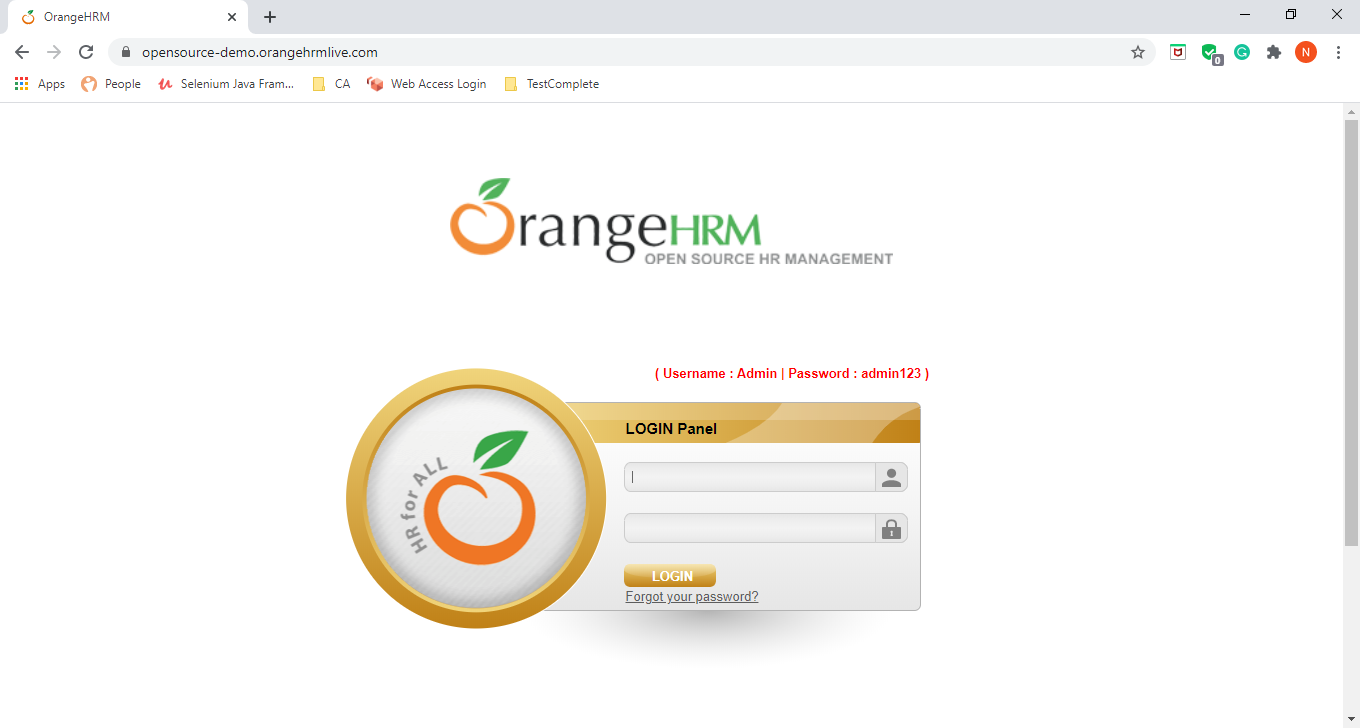 OrangeHRM
opensource-demo.orangehrmlive.com
0
N
Apps People Selenium Java Fram... CA Web Access Login TestComplete
OrangeHRM
OPEN SOURCE HR MANAGEMENT
( Username : Admin | Password : admin123 )
HR for ALL
LOGIN Panel
LOGIN
Forgot your password?